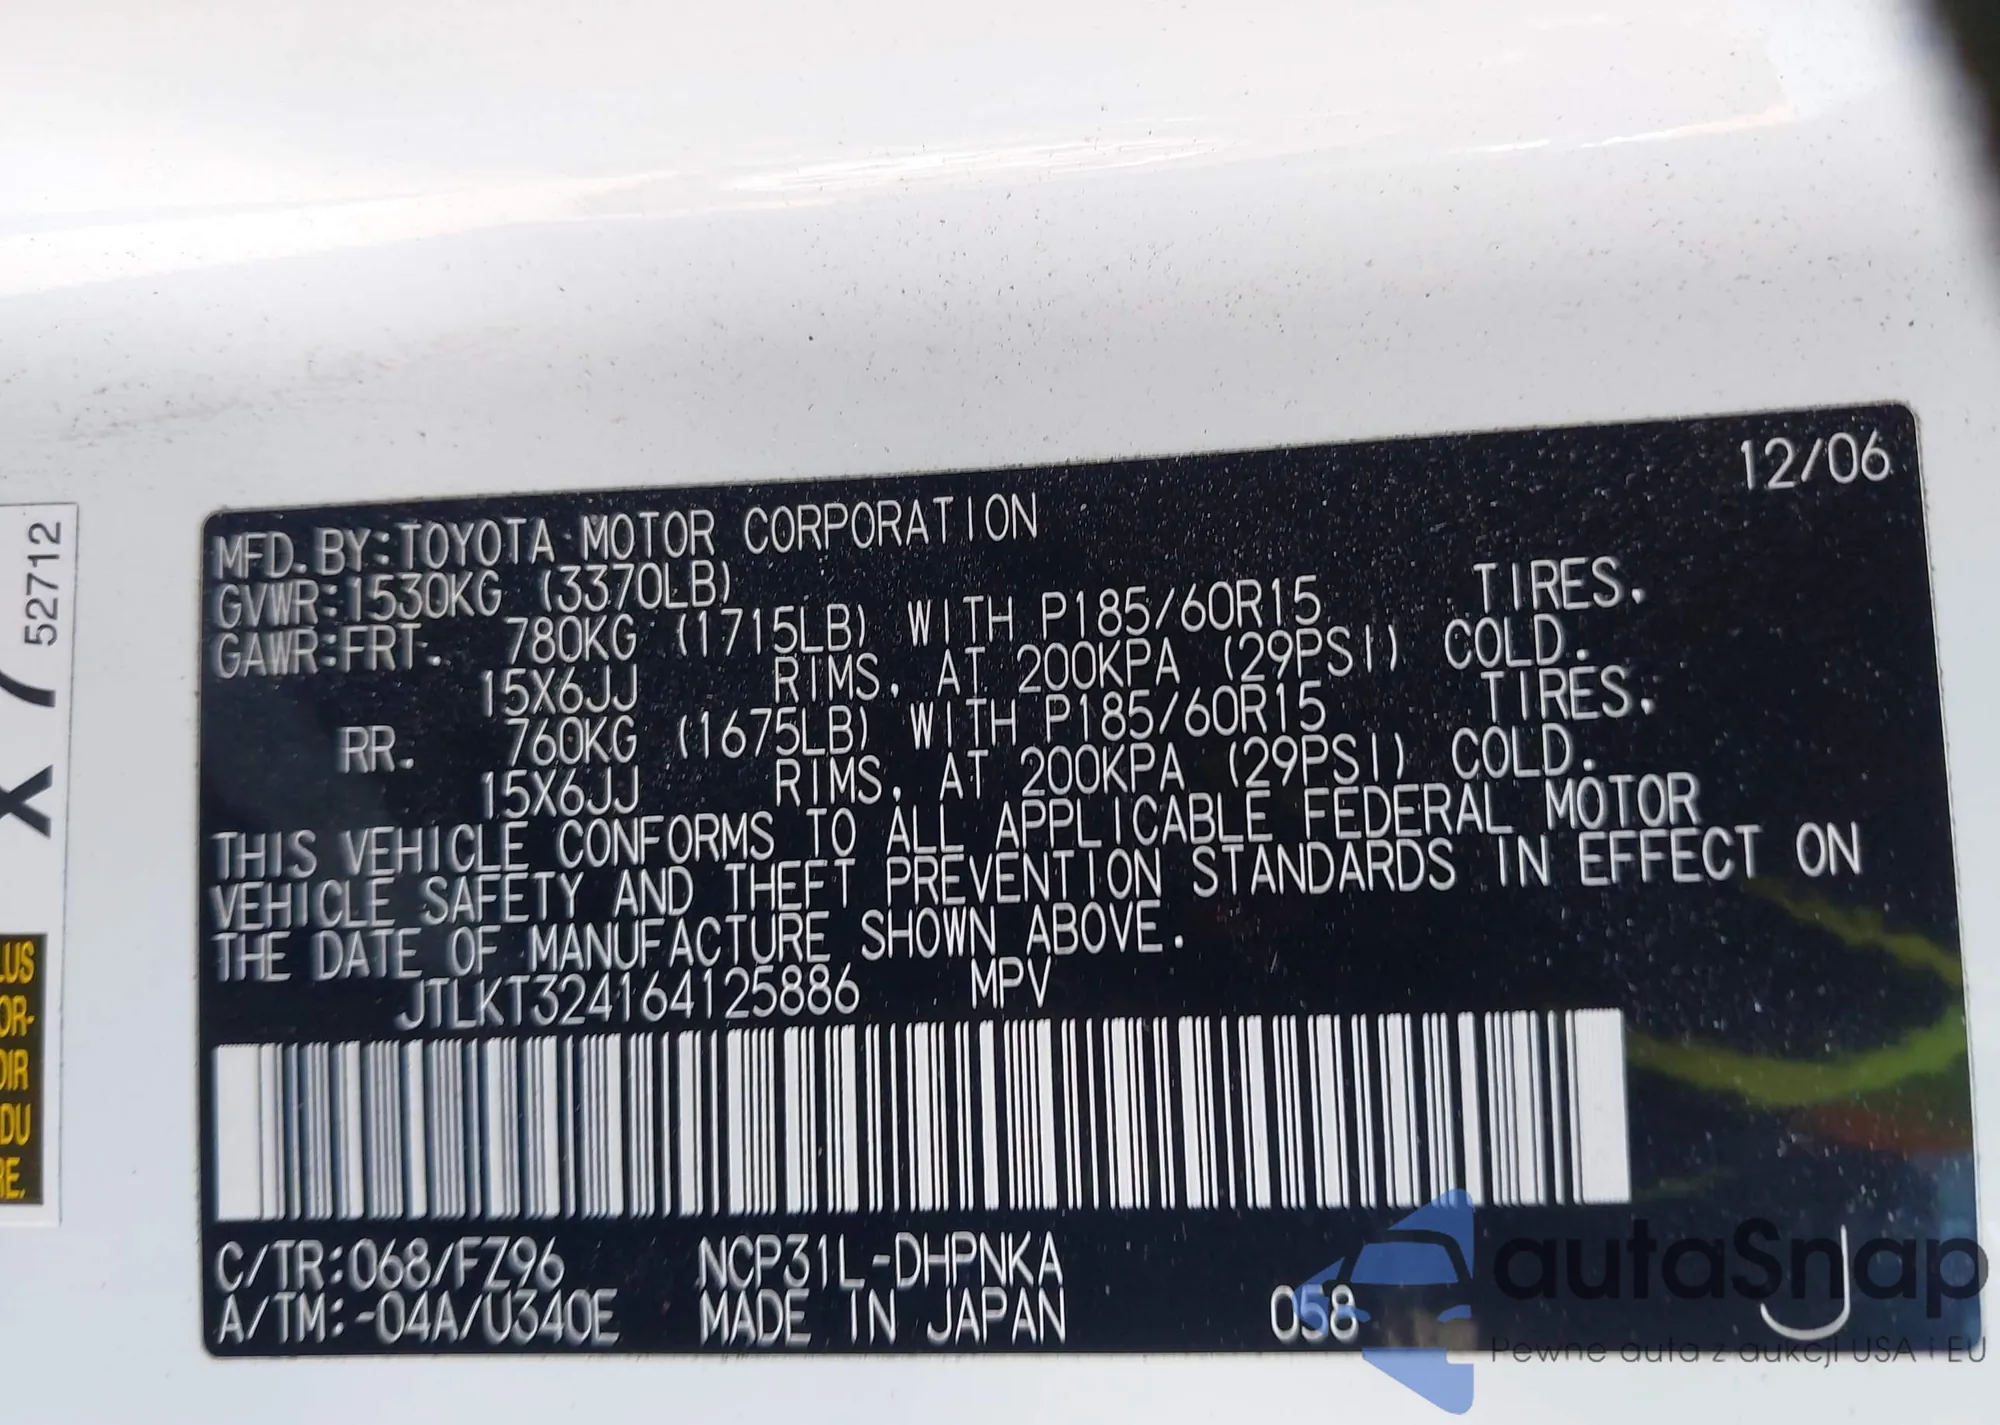 12/06
MFD.BY:TOYOTA MOTOR CORPORATION
GVWR:1530KG (3370LB)
GAWR:FRT. 780KG (1715LB) WITH P185/60R15 TIRES,
15X6JJ RIMS, AT 200KPA (29PSI) COLD.
RR. 760KG (1675LB) WITH P185/60R15 TIRES,
15X6JJ RIMS, AT 200KPA (29PSI) COLD.
THIS VEHICLE CONFORMS TO ALL APPLICABLE FEDERAL MOTOR
VEHICLE SAFETY AND THEFT PREVENTION STANDARDS IN EFFECT ON
THE DATE OF MANUFACTURE SHOWN ABOVE.
JTLKT324164125886 MPV
C/TR:068/FZ96 NCP31L-DHPNKA
A/TM:-04A/U340E MADE IN JAPAN 058 J
52712
X 7
autoSnap
Pewne auta z aukcji USA i EU